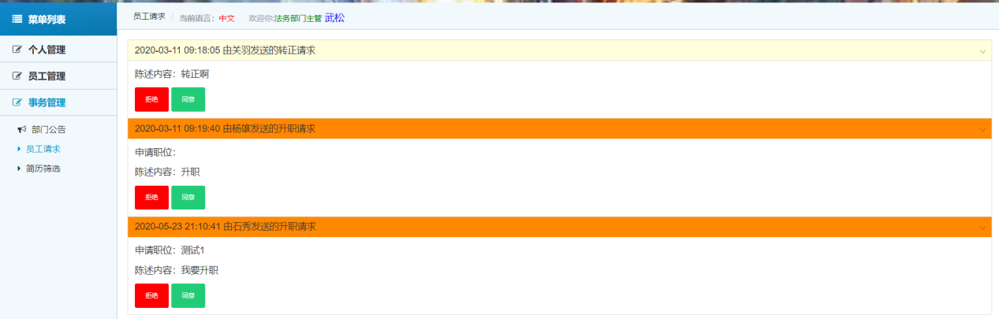 菜单列表
个人管理
员工管理
事务管理
部门公告
员工请求
简历筛选
员工请求 / 当前语言：中文 欢迎你:法务部门主管 武松
2020-03-11 09:18:05 由关羽发送的转正请求
陈述内容：转正啊
拒绝 同意
2020-03-11 09:19:40 由杨雄发送的升职请求
申请职位：
陈述内容：升职
拒绝 同意
2020-05-23 21:10:41 由石秀发送的升职请求
申请职位：测试1
陈述内容：我要升职
拒绝 同意